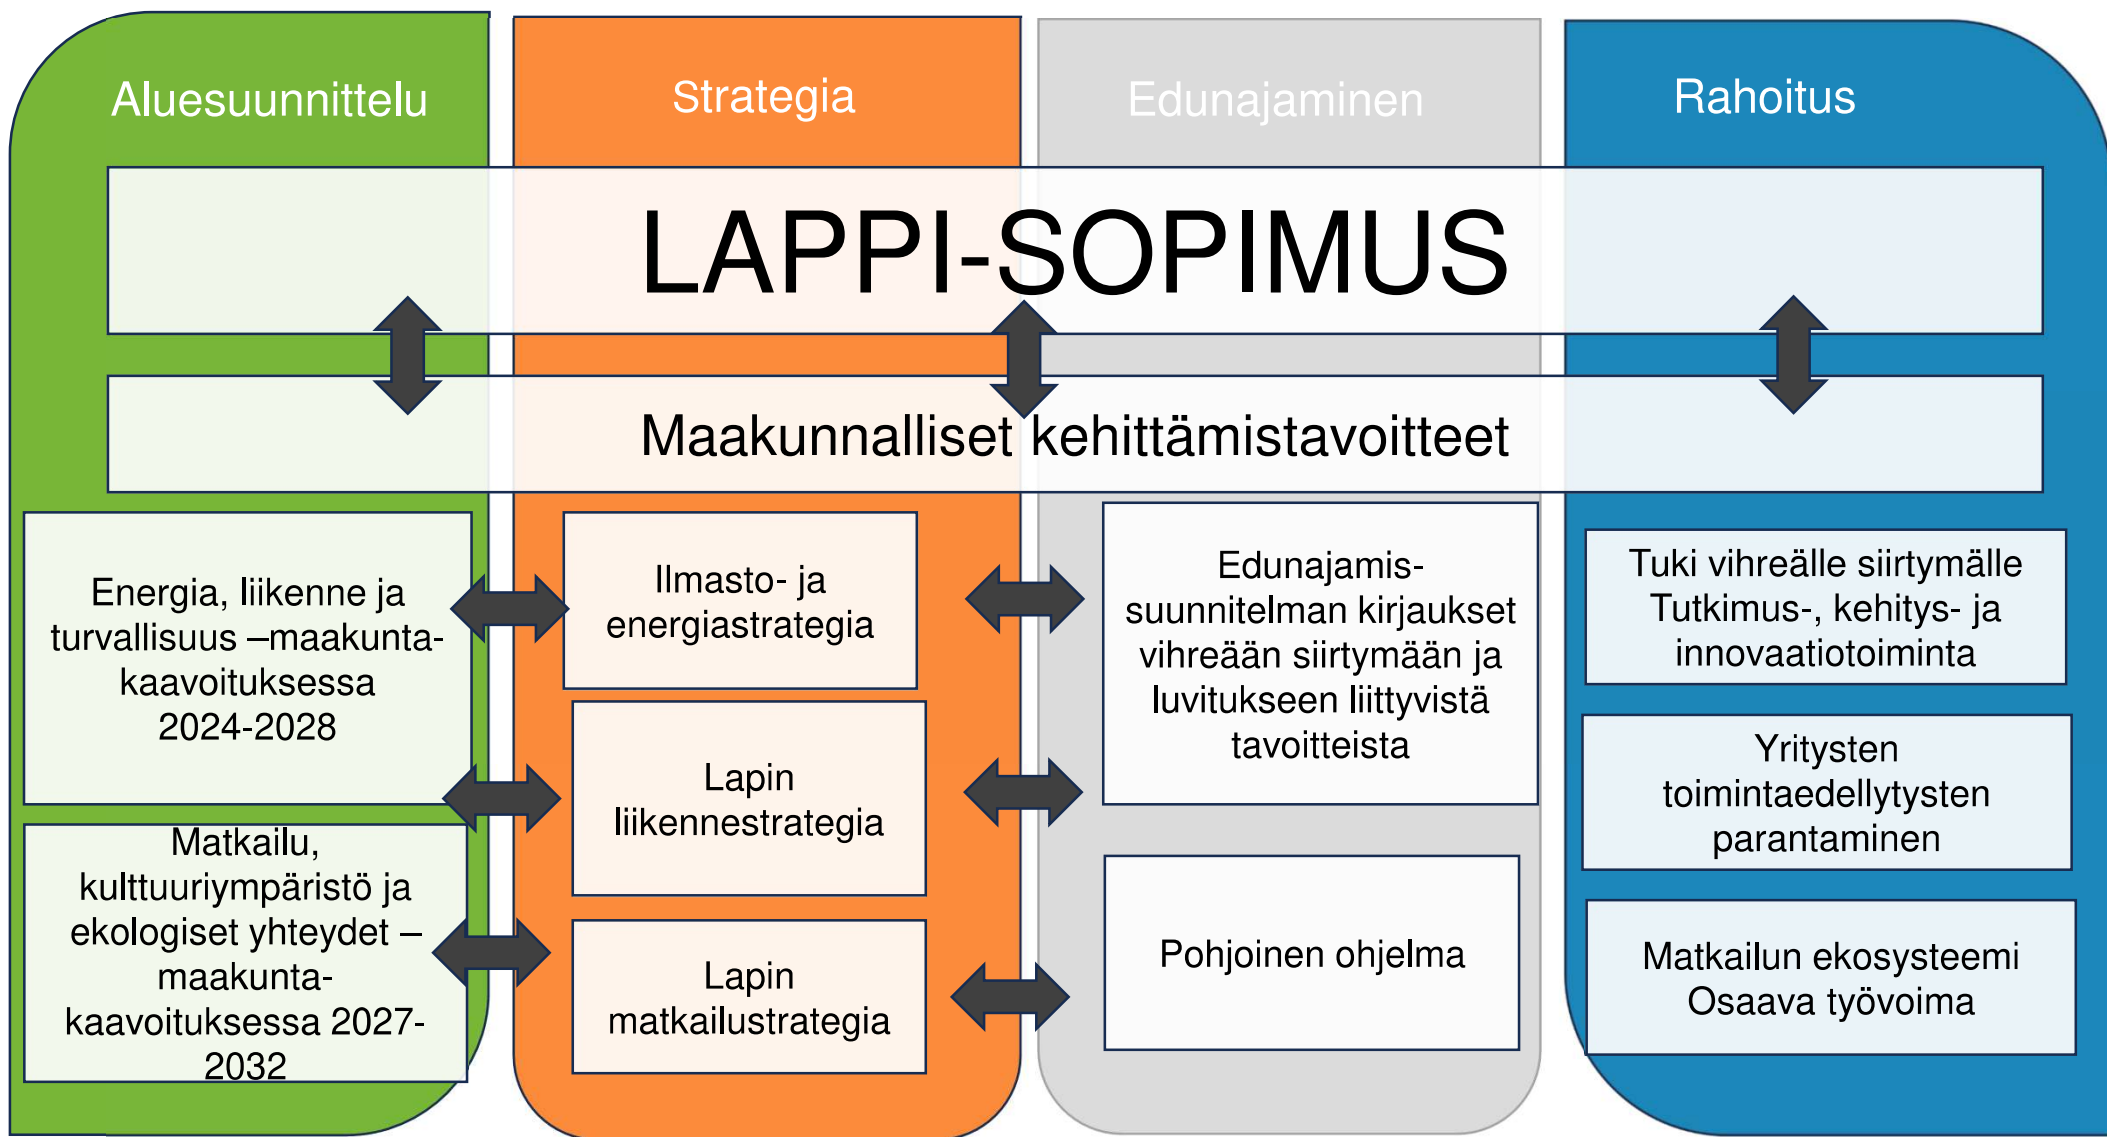 Aluesuunnittelu
Strategia
Edunajaminen
Rahoitus
LAPPI-SOPIMUS
Maakunnalliset kehittämistavoitteet
Energia, liikenne ja
turvallisuus –maakunta-
kaavoituksessa
2024-2028
Matkailu,
kulttuuriympäristö ja
ekologiset yhteydet –
maakunta-
kaavoituksessa 2027-
2032
Ilmasto- ja
energiastrategia
Lapin
liikennestrategia
Lapin
matkailustrategia
Edunajamis-
suunnitelman kirjaukset
vihreään siirtymään ja
luvitukseen liittyvistä
tavoitteista
Pohjoinen ohjelma
Tuki vihreälle siirtymälle
Tutkimus-, kehitys- ja
innovaatiotoiminta
Yritysten
toimintaedellytysten
parantaminen
Matkailun ekosysteemi
Osaava työvoima